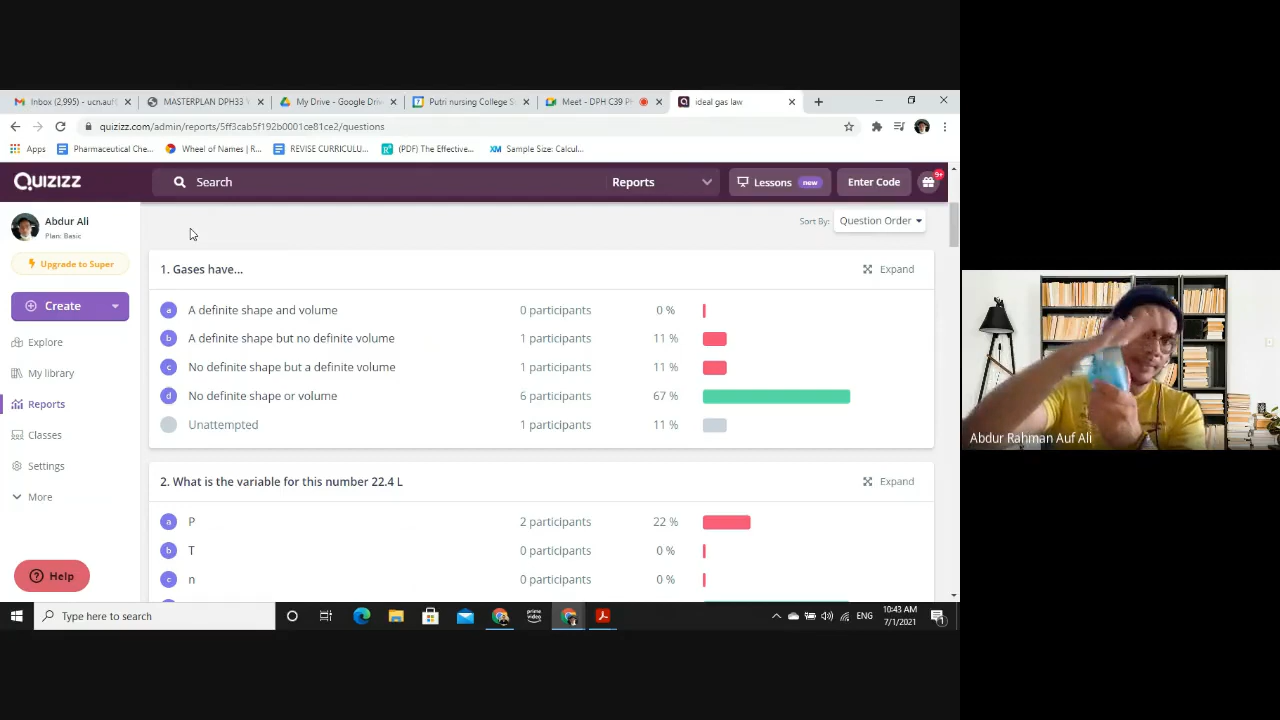 Inbox (2,995) - ucn.auf@
MASTERPLAN DPH33
My Drive - Google Driv
Putri nursing College S
Meet - DPH C39 P
ideal gas law
quizizz.com/admin/reports/5ff3cab5f192b0001ce81ce2/questions
Apps
Pharmaceutical Che...
Wheel of Names | R...
REVISE CURRICULU...
(PDF) The Effective...
XM Sample Size: Calcul...
QUIZIZZ
Search
Reports
Lessons new
Enter Code
9+
Abdur Ali
Plan: Basic
Sort By: Question Order
Upgrade to Super
Create
Explore
My library
Reports
Classes
Settings
More
Help
1. Gases have...
Expand
a A definite shape and volume 0 participants 0 %
b A definite shape but no definite volume 1 participants 11 %
c No definite shape but a definite volume 1 participants 11 %
d No definite shape or volume 6 participants 67 %
Unattempted 1 participants 11 %
2. What is the variable for this number 22.4 L
Expand
a P 2 participants 22 %
b T 0 participants 0 %
c n 0 participants 0 %
Abdur Rahman Auf Ali
Type here to search
prime video
ENG
10:43 AM
7/1/2021
1